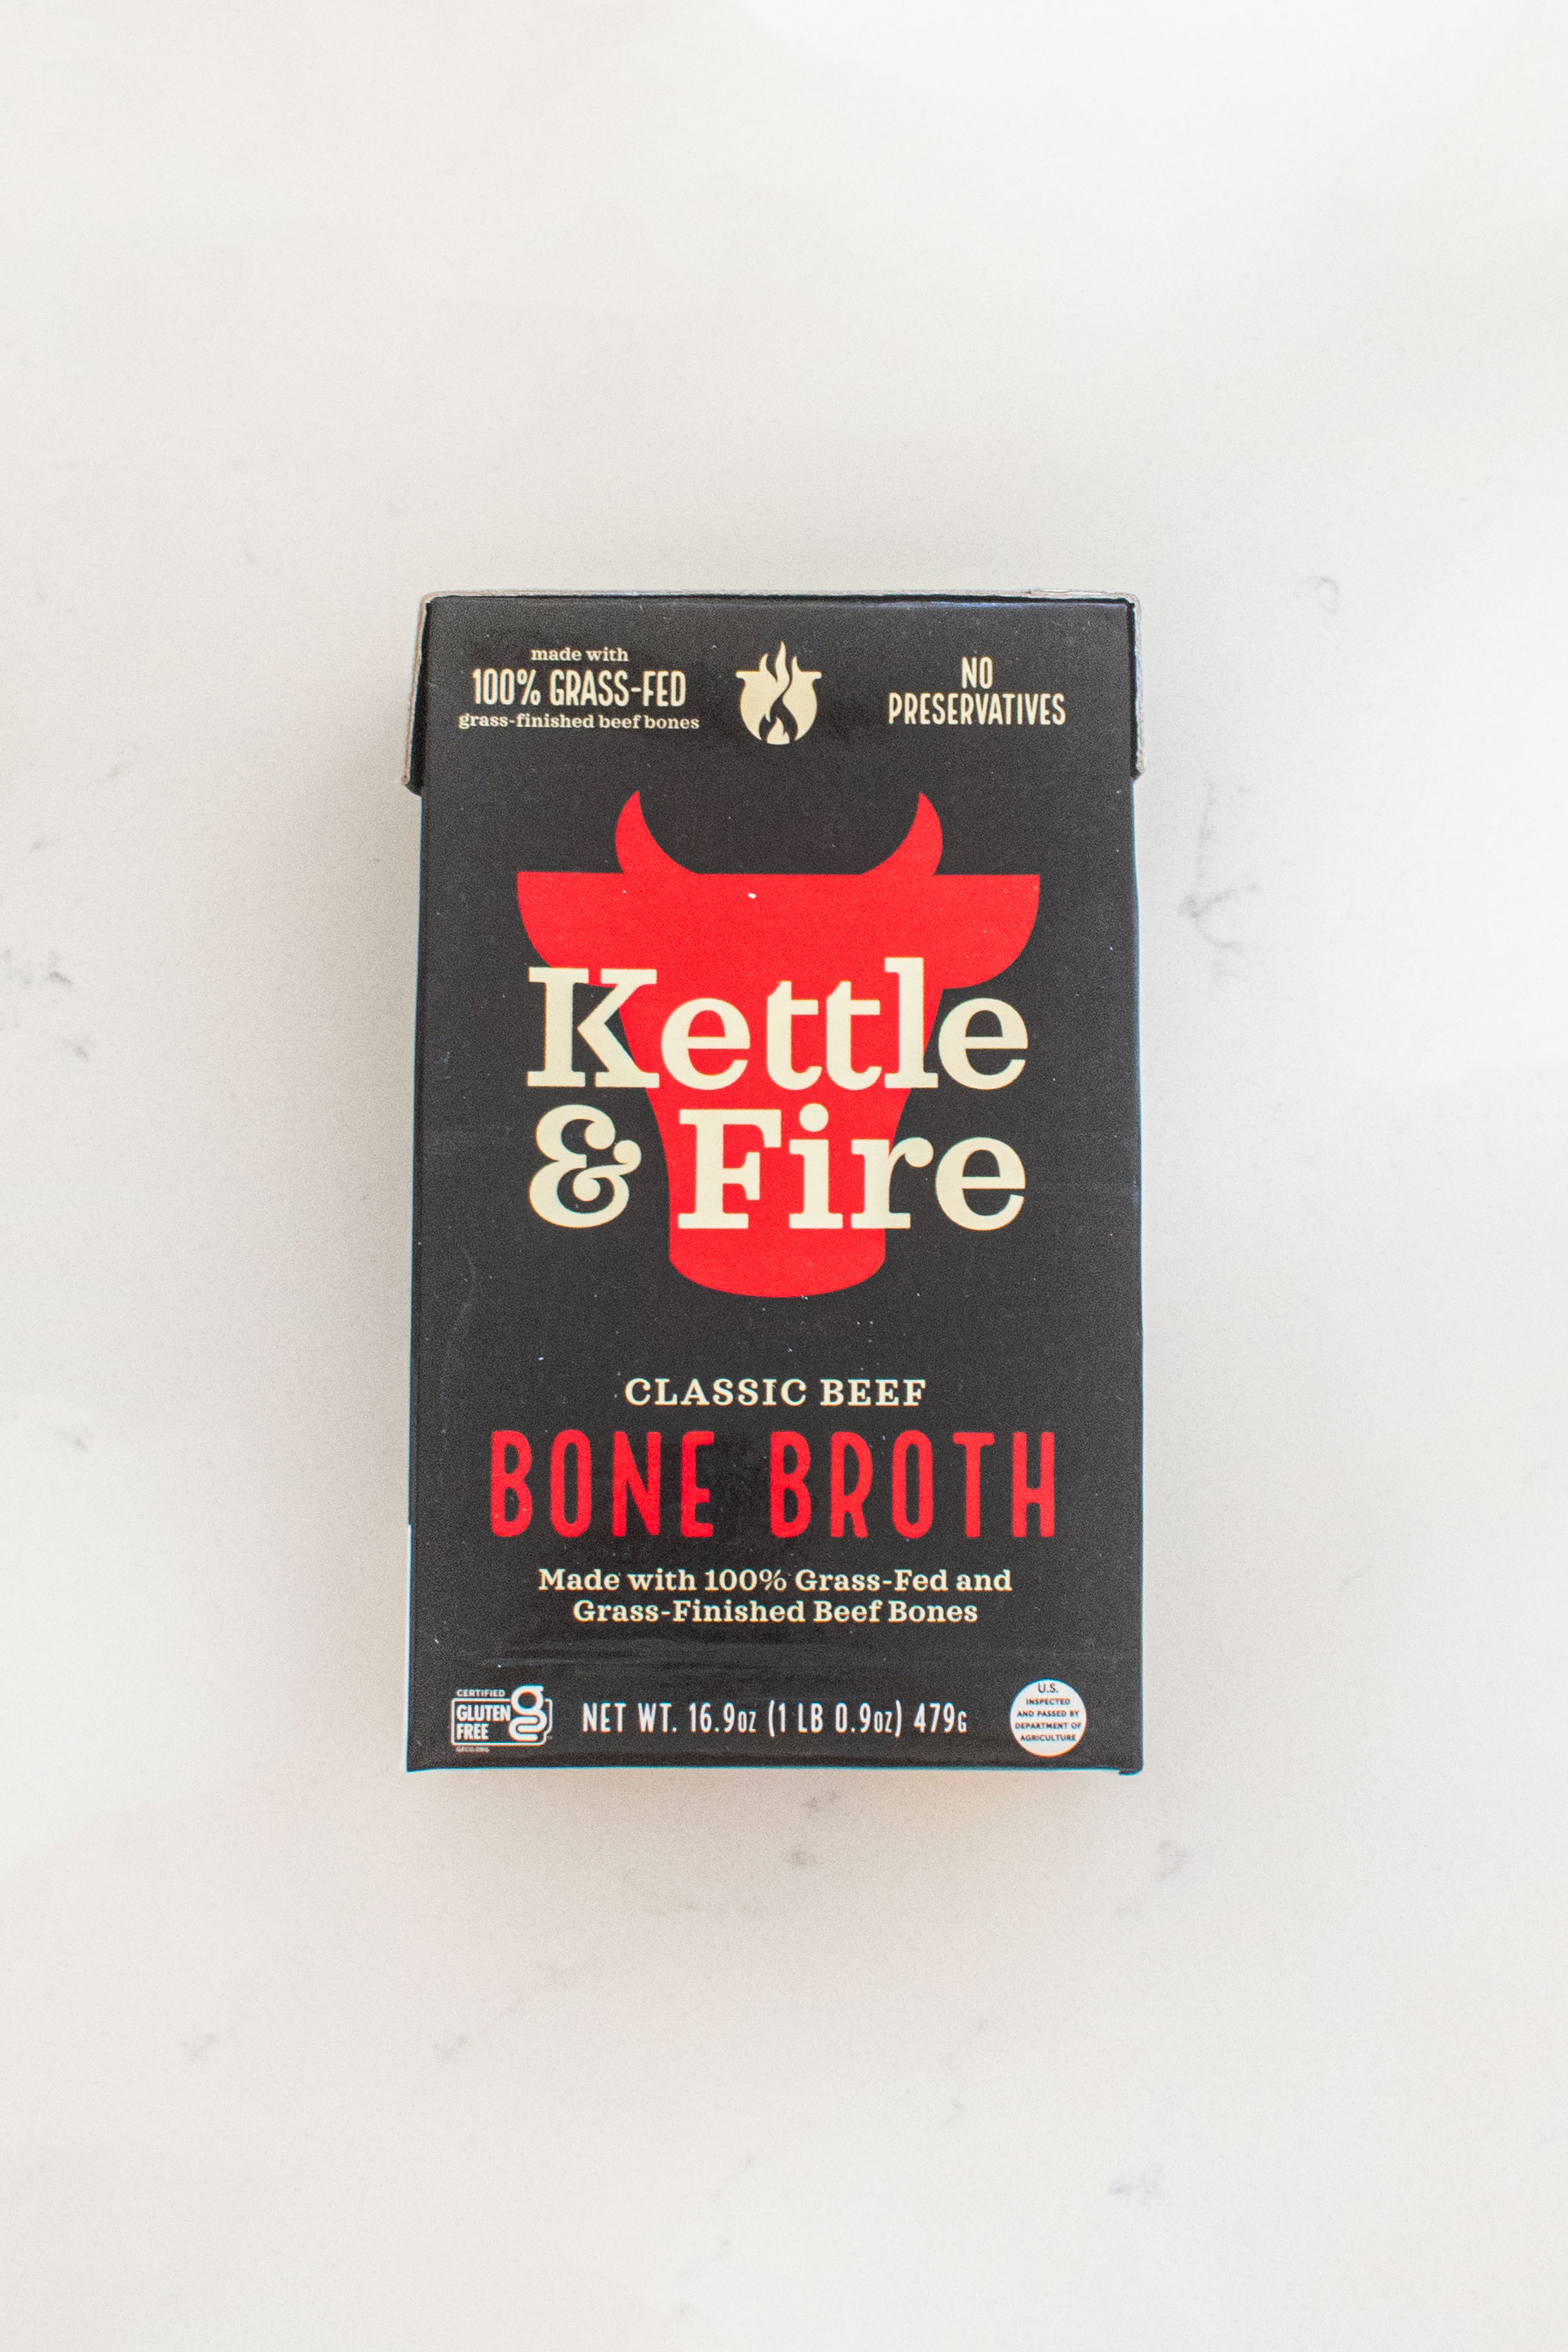 made with
100% GRASS-FED
grass-finished beef bones
NO
PRESERVATIVES
Kettle
& Fire
CLASSIC BEEF
BONE BROTH
Made with 100% Grass-Fed and
Grass-Finished Beef Bones
CERTIFIED
GLUTEN
FREE
GFCO.ORG
NET WT. 16.9oz (1 LB 0.9oz) 479G
U.S.
INSPECTED
AND PASSED BY
DEPARTMENT OF
AGRICULTURE